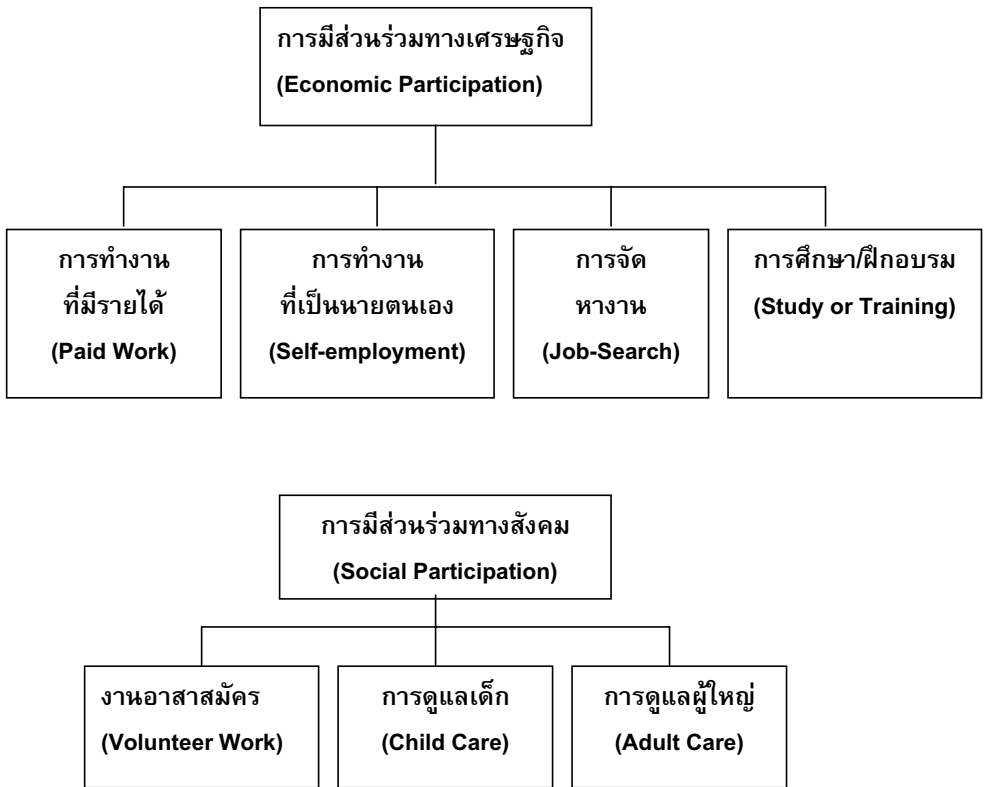 การมีส่วนร่วมทางเศรษฐกิจ
(Economic Participation)
การทำงาน
ที่มีรายได้
(Paid Work)
การทำงาน
ที่เป็นนายตนเอง
(Self-employment)
การจัด
หางาน
(Job-Search)
การศึกษา/ฝึกอบรม
(Study or Training)
การมีส่วนร่วมทางสังคม
(Social Participation)
งานอาสาสมัคร
(Volunteer Work)
การดูแลเด็ก
(Child Care)
การดูแลผู้ใหญ่
(Adult Care)